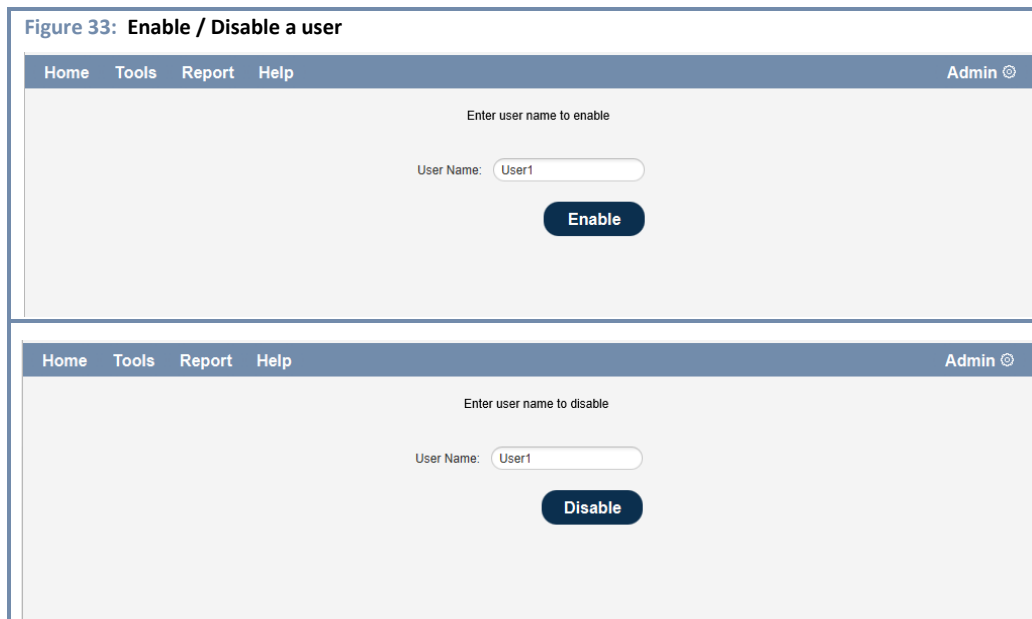 Figure 33: Enable / Disable a user
Home Tools Report Help Admin
Enter user name to enable
User Name: User1
Enable
Home Tools Report Help Admin
Enter user name to disable
User Name: User1
Disable